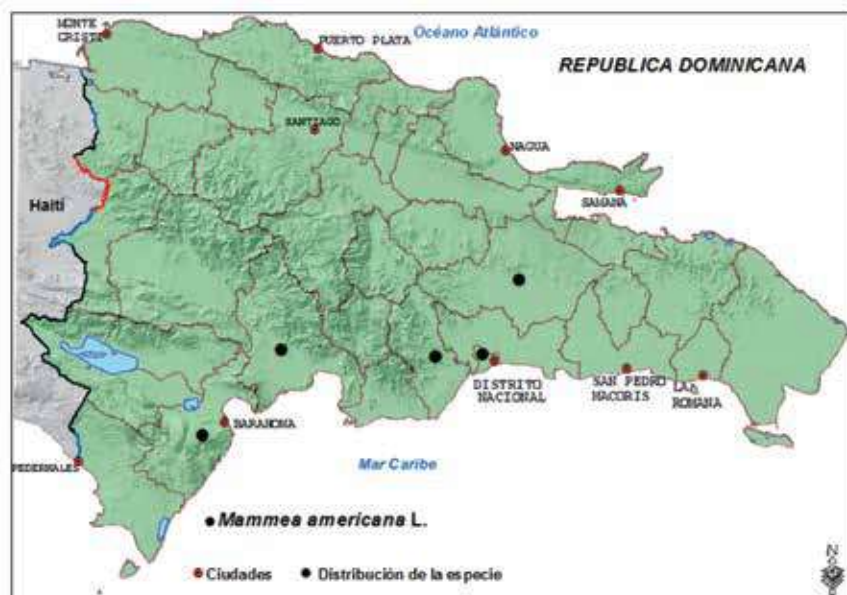 MONTE
CRISTI
PUERTO PLATA
Océano Atlántico
REPUBLICA DOMINICANA
SANTIAGO
NAGUA
SAMANA
Haití
DISTRITO
NACIONAL
SAN PEDRO
MACORIS
LA
ROMANA
BARAHONA
PEDERNALES
Mar Caribe
Mammea americana L.
Ciudades
Distribución de la especie
N